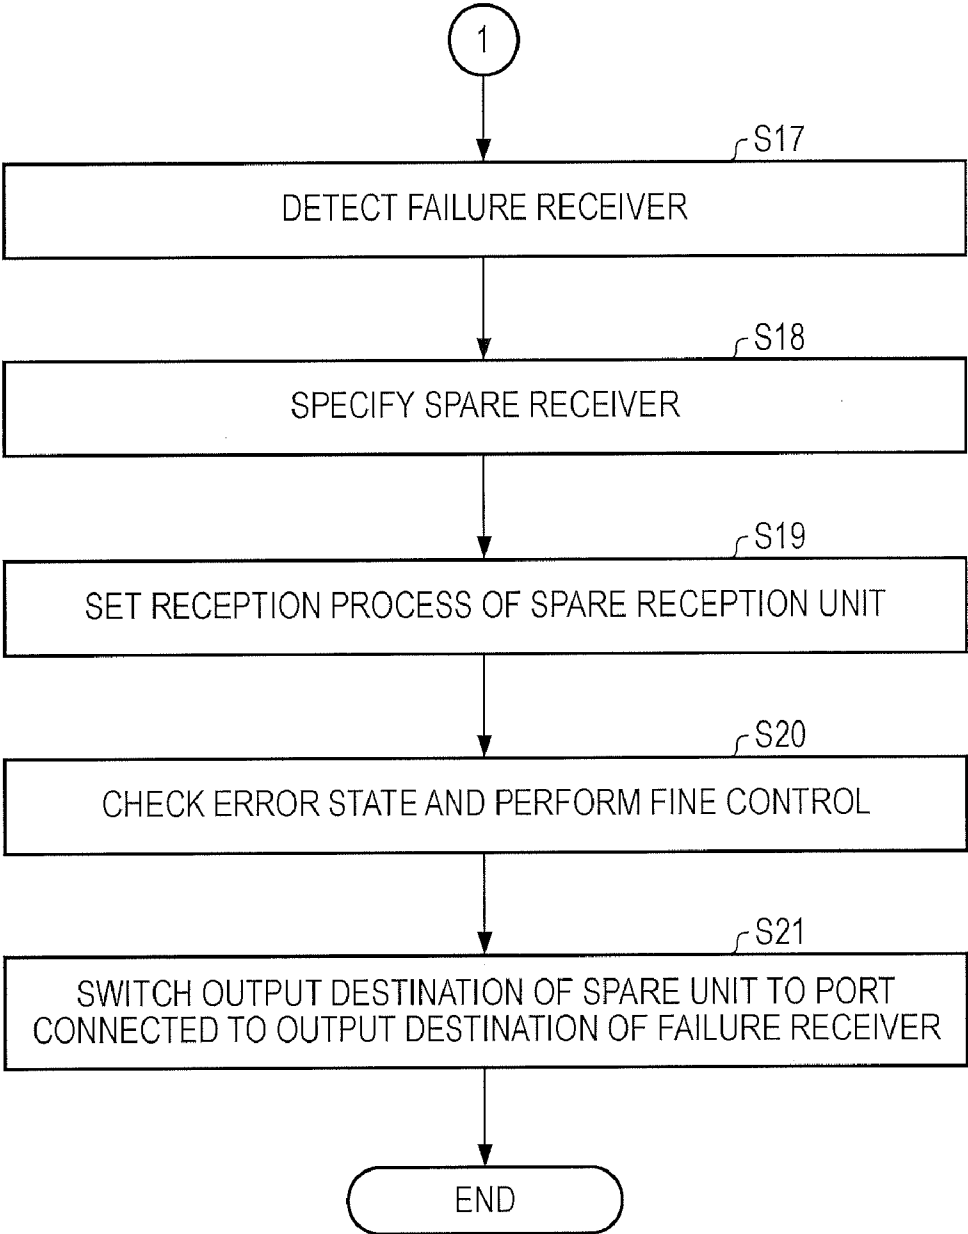 1
S17
DETECT FAILURE RECEIVER
S18
SPECIFY SPARE RECEIVER
S19
SET RECEPTION PROCESS OF SPARE RECEPTION UNIT
S20
CHECK ERROR STATE AND PERFORM FINE CONTROL
S21
SWITCH OUTPUT DESTINATION OF SPARE UNIT TO PORT
CONNECTED TO OUTPUT DESTINATION OF FAILURE RECEIVER
END